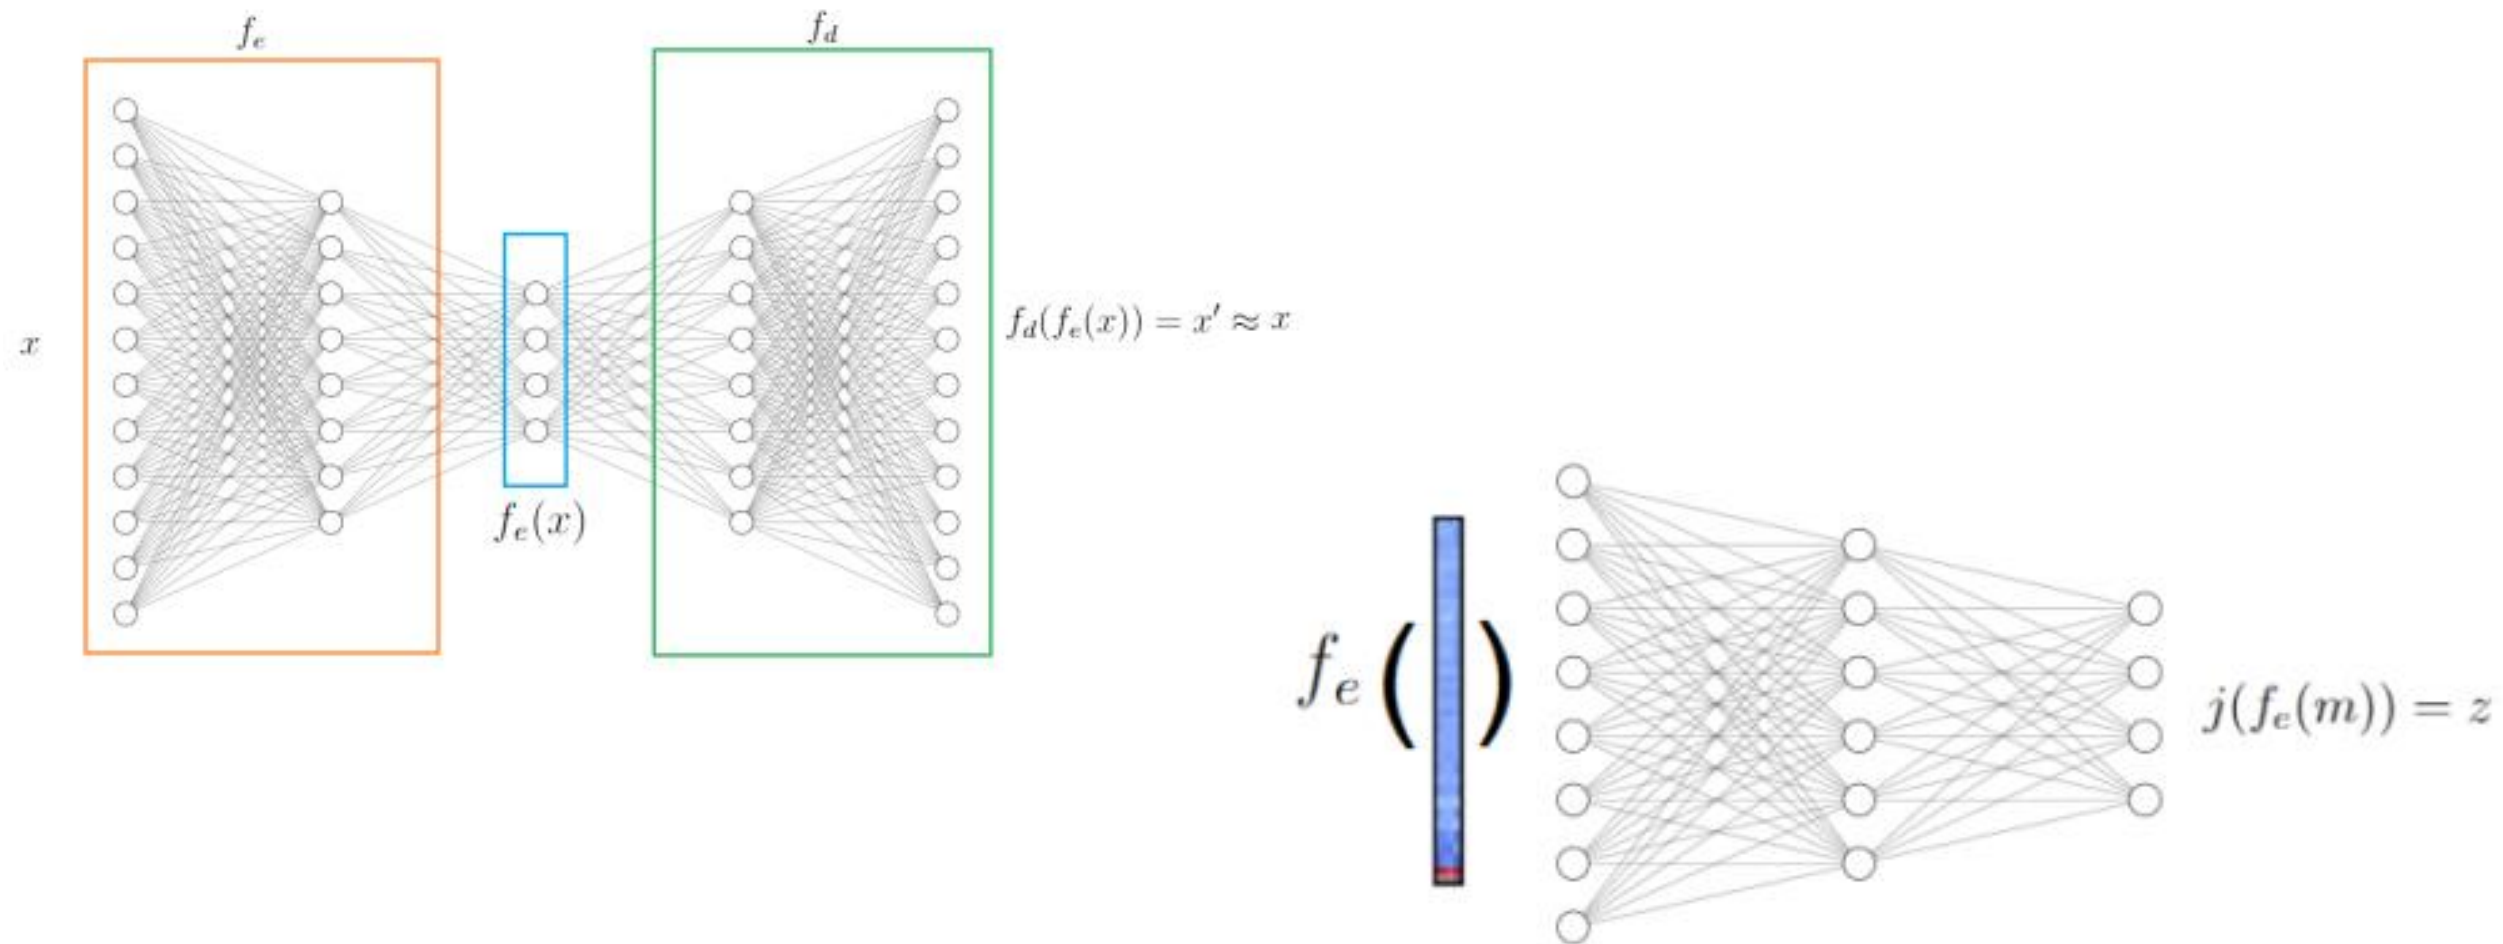 f_e
f_d
x
f_d(f_e(x)) = x′ ≈ x
f_e(x)
f_e ( )
j(f_e(m)) = z